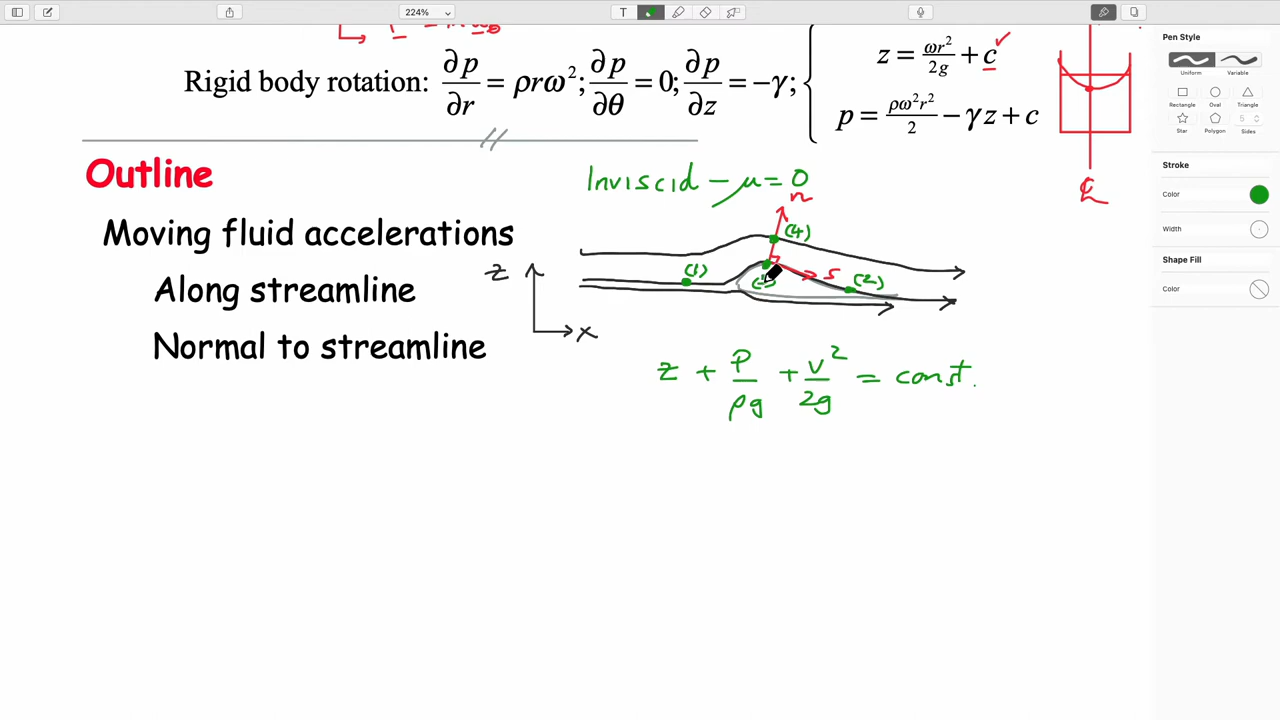 224%
T
Pen Style
Uniform Variable
Rectangle Oval Triangle
Star Polygon 5 Sides
Stroke
Color
Width
Shape Fill
Color
Rigid body rotation: ∂p/∂r = ρrω²; ∂p/∂θ = 0; ∂p/∂z = −γ; {
z = ωr²/2g + c ✓
p = ρω²r²/2 − γz + c
℄
Outline
Moving fluid accelerations
Along streamline
Normal to streamline
Inviscid − μ = 0
n
(4)
z
(1)
s
(2)
x
z + P/ρg + v²/2g = const.